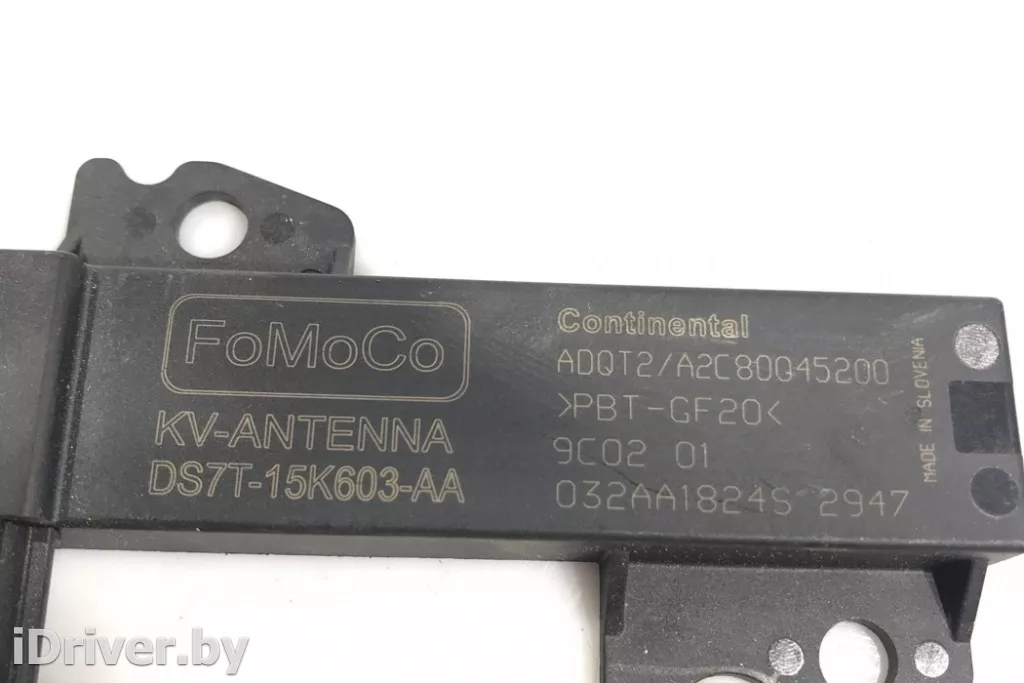 FoMoCo
KV-ANTENNA
DS7T-15K603-AA
Continental
ADQT2/A2C80045200
>PBT-GF20<
9C02 01
032AA1824S 2947
MADE IN SLOVENIA
iDriver.by